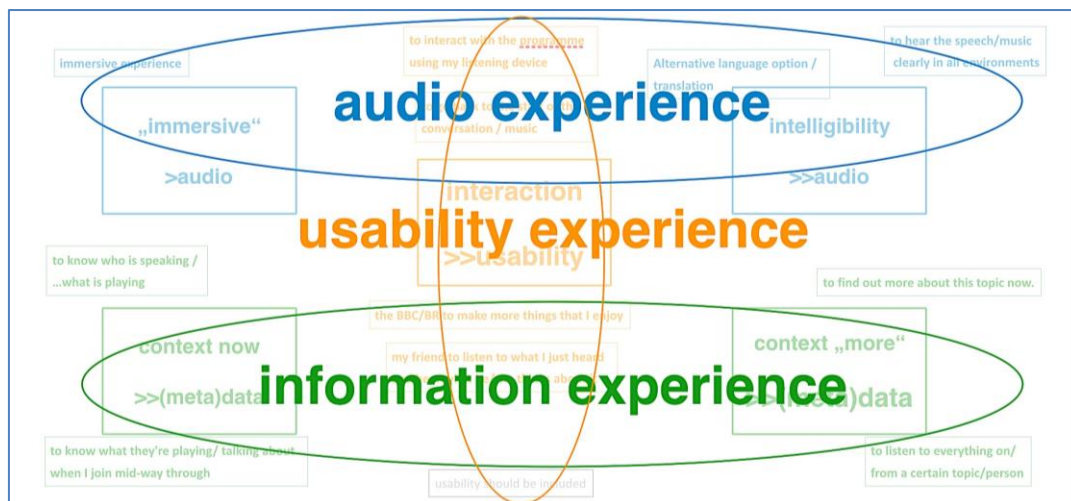 to interact with the programme
using my listening device
to hear the speech/music
clearly in all environments
immersive experience
Alternative language option /
translation
audio experience
conversation / music
„immersive“
>audio
intelligibility
>>audio
interaction
usability experience
>>usability
to know who is speaking /
...what is playing
to find out more about this topic now.
the BBC/BR to make more things that I enjoy
my friend to listen to what I just heard
context now
>>(meta)data
context „more“
>>(meta)data
information experience
to know what they're playing/ talking about
when I join mid-way through
to listen to everything on/
from a certain topic/person
usability should be included